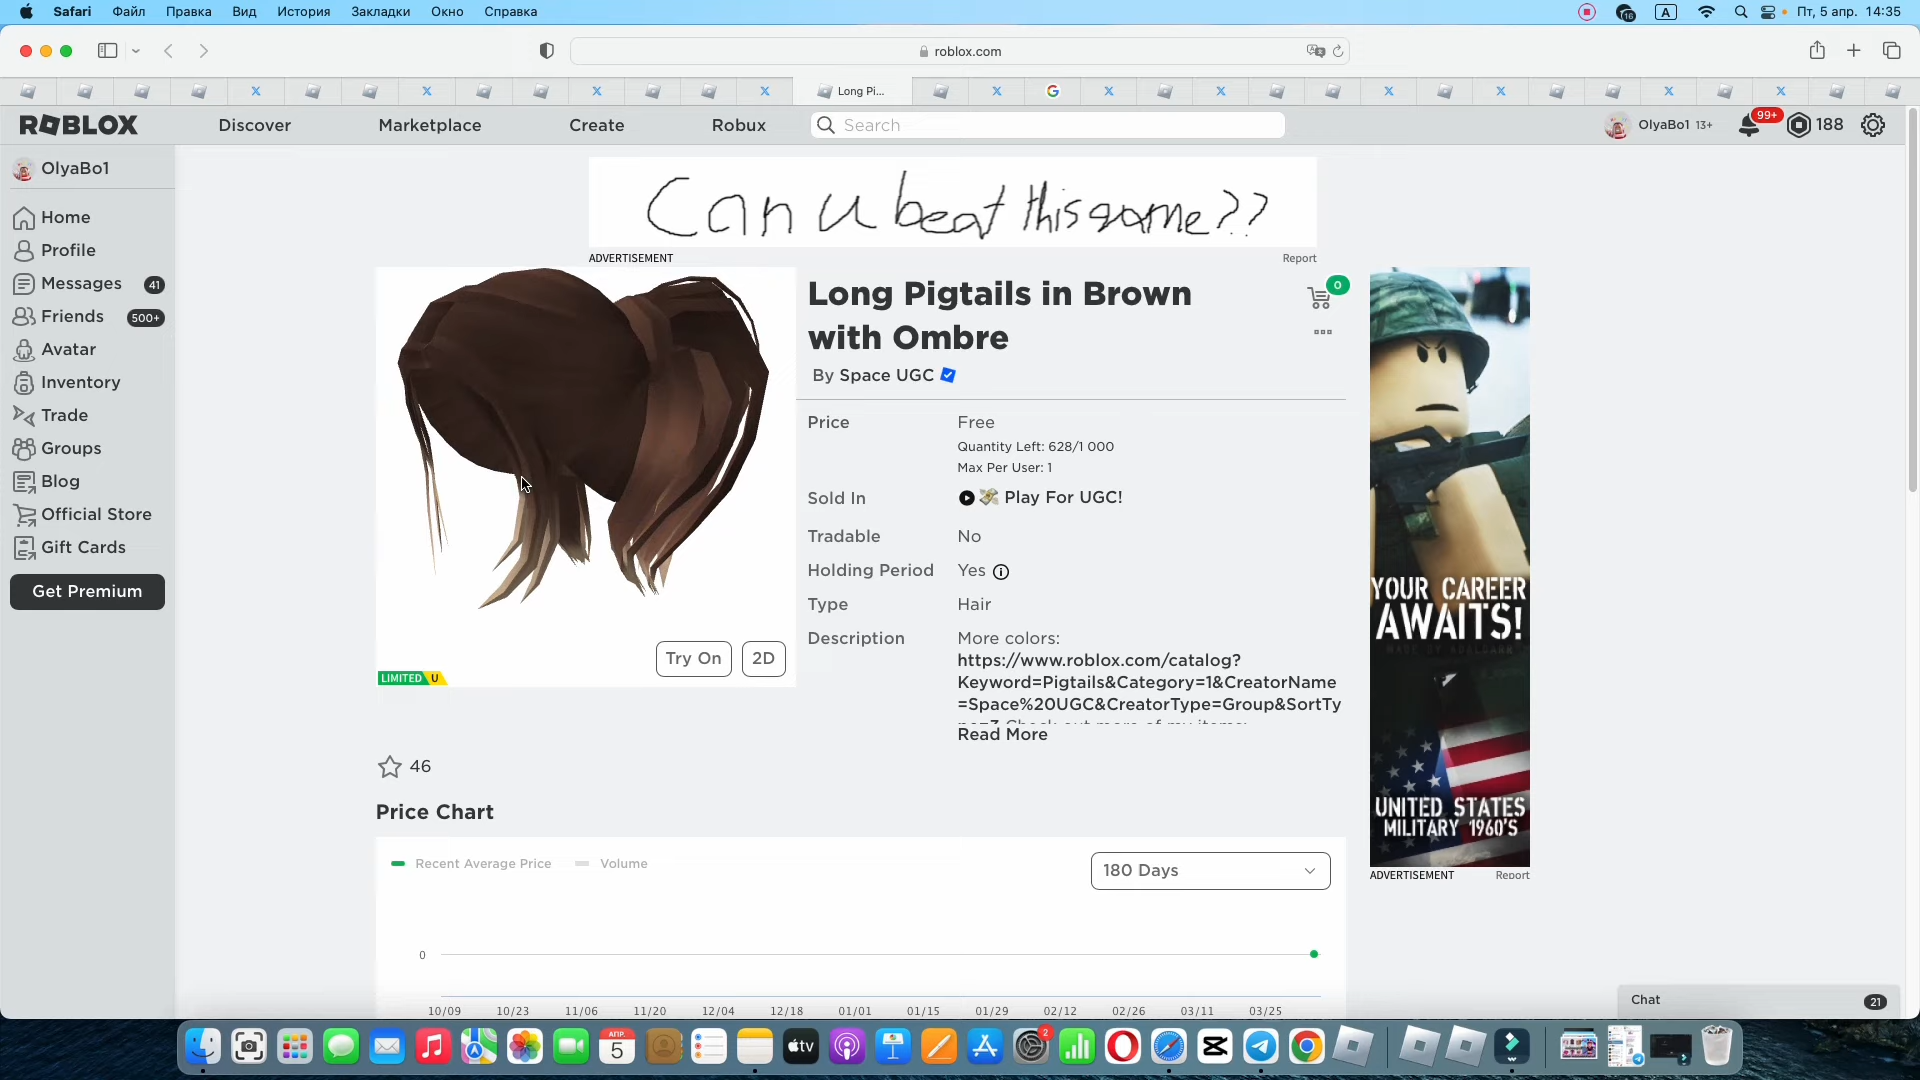 Safari Файл Правка Вид История Закладки Окно Справка
16 A Пт, 5 апр. 14:35
roblox.com
Long Pi...
ROBLOX Discover Marketplace Create Robux Search OlyaBo1 13+ 99+ 188
OlyaBo1
Home
Profile
Messages 41
Friends 500+
Avatar
Inventory
Trade
Groups
Blog
Official Store
Gift Cards
Get Premium
Can u beat this game??
ADVERTISEMENT Report
Long Pigtails in Brown
with Ombre
0
By Space UGC
Price Free
Quantity Left: 628/1 000
Max Per User: 1
Sold In Play For UGC!
Tradable No
Holding Period Yes
Type Hair
Description More colors:
https://www.roblox.com/catalog?
Keyword=Pigtails&Category=1&CreatorName
=Space%20UGC&CreatorType=Group&SortTy
Read More
Try On 2D
LIMITED U
46
Price Chart
Recent Average Price Volume
180 Days
0
10/09 10/23 11/06 11/20 12/04 12/18 01/01 01/15 01/29 02/12 02/26 03/11 03/25
YOUR CAREER
AWAITS!
UNITED STATES
MILITARY 1960'S
ADVERTISEMENT Report
Chat 21
АПР.
5
tv
2